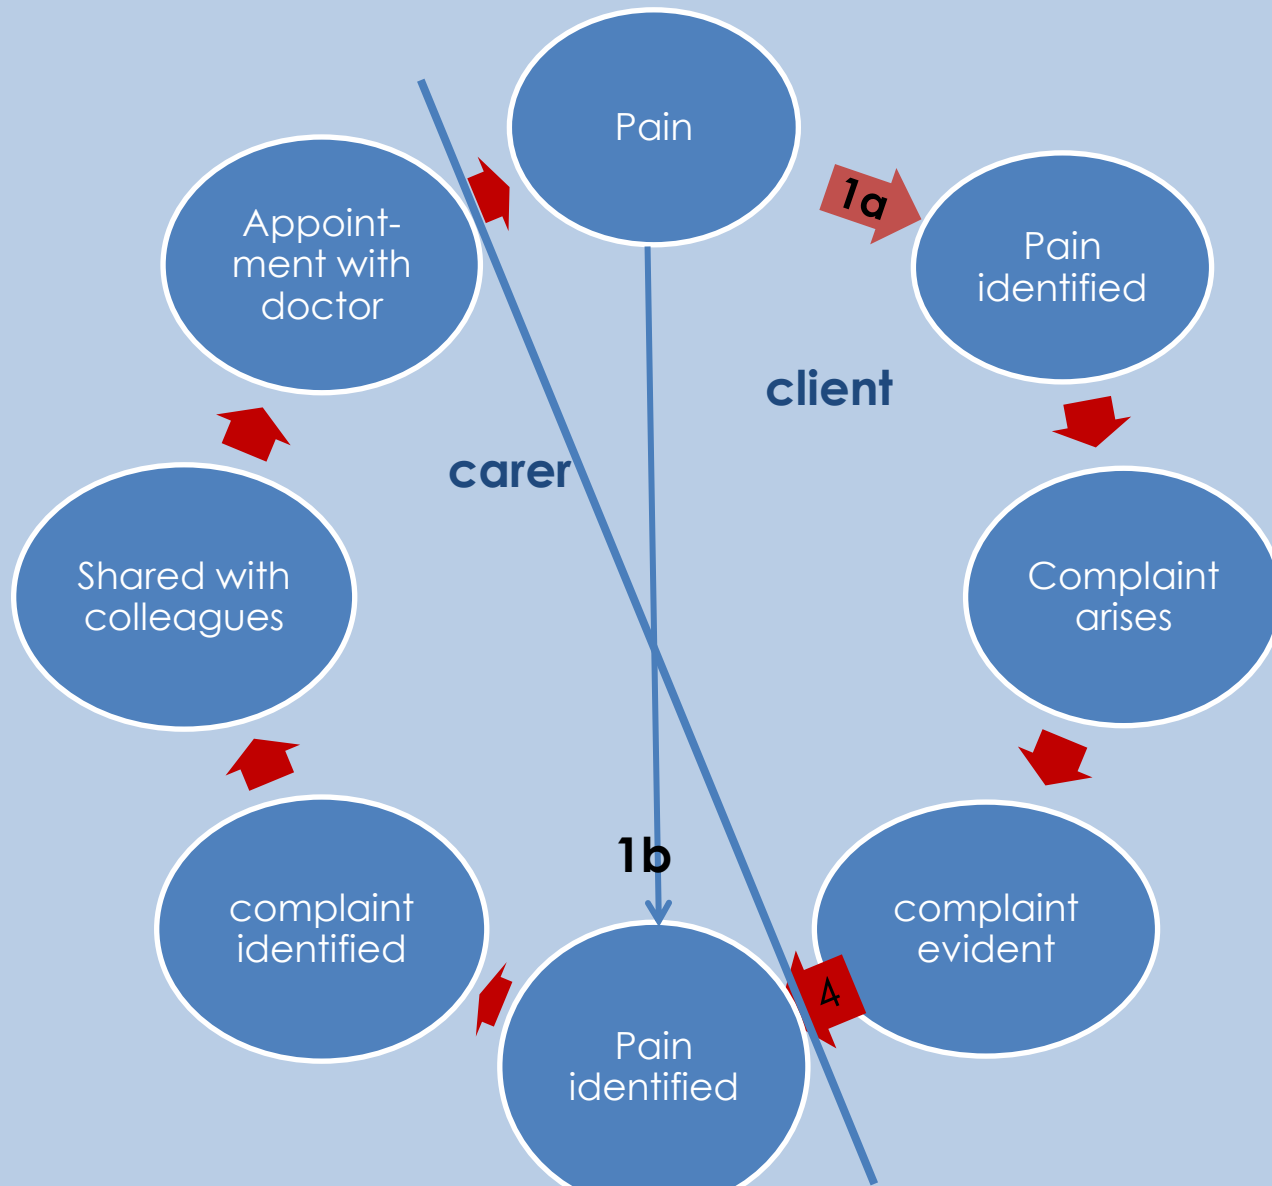 Pain
1a
Pain
identified
Appoint-
ment with
doctor
client
carer
Shared with
colleagues
Complaint
arises
1b
complaint
identified
complaint
evident
4
Pain
identified